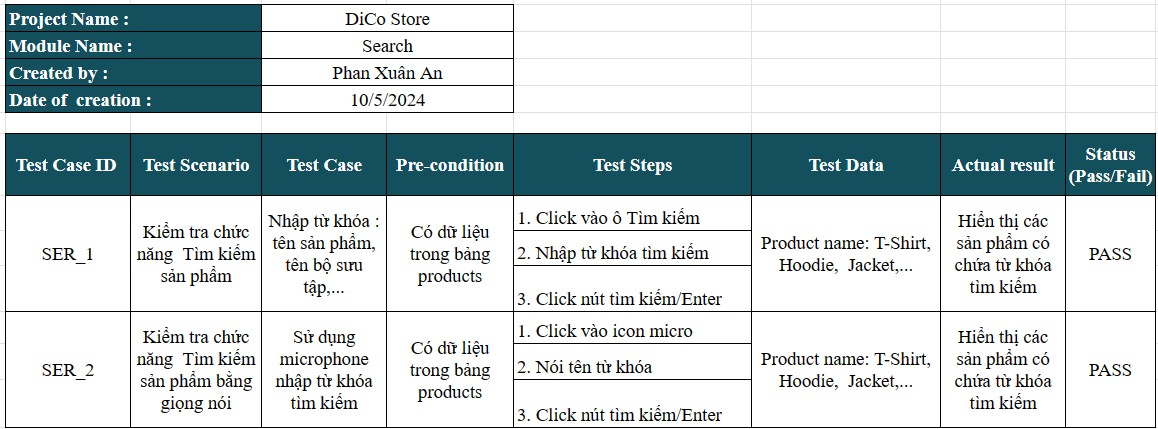 Project Name : DiCo Store
Module Name : Search
Created by : Phan Xuân An
Date of creation : 10/5/2024
Test Case ID
Test Scenario
Test Case
Pre-condition
Test Steps
Test Data
Actual result
Status
(Pass/Fail)
SER_1
Kiểm tra chức
năng Tìm kiếm
sản phẩm
Nhập từ khóa :
tên sản phẩm,
tên bộ sưu
tập,...
Có dữ liệu
trong bảng
products
1. Click vào ô Tìm kiếm
2. Nhập từ khóa tìm kiếm
3. Click nút tìm kiếm/Enter
Product name: T-Shirt,
Hoodie, Jacket,...
Hiển thị các
sản phẩm có
chứa từ khóa
tìm kiếm
PASS
SER_2
Kiểm tra chức
năng Tìm kiếm
sản phẩm bằng
giọng nói
Sử dụng
microphone
nhập từ khóa
tìm kiếm
Có dữ liệu
trong bảng
products
1. Click vào icon micro
2. Nói tên từ khóa
3. Click nút tìm kiếm/Enter
Product name: T-Shirt,
Hoodie, Jacket,...
Hiển thị các
sản phẩm có
chứa từ khóa
tìm kiếm
PASS